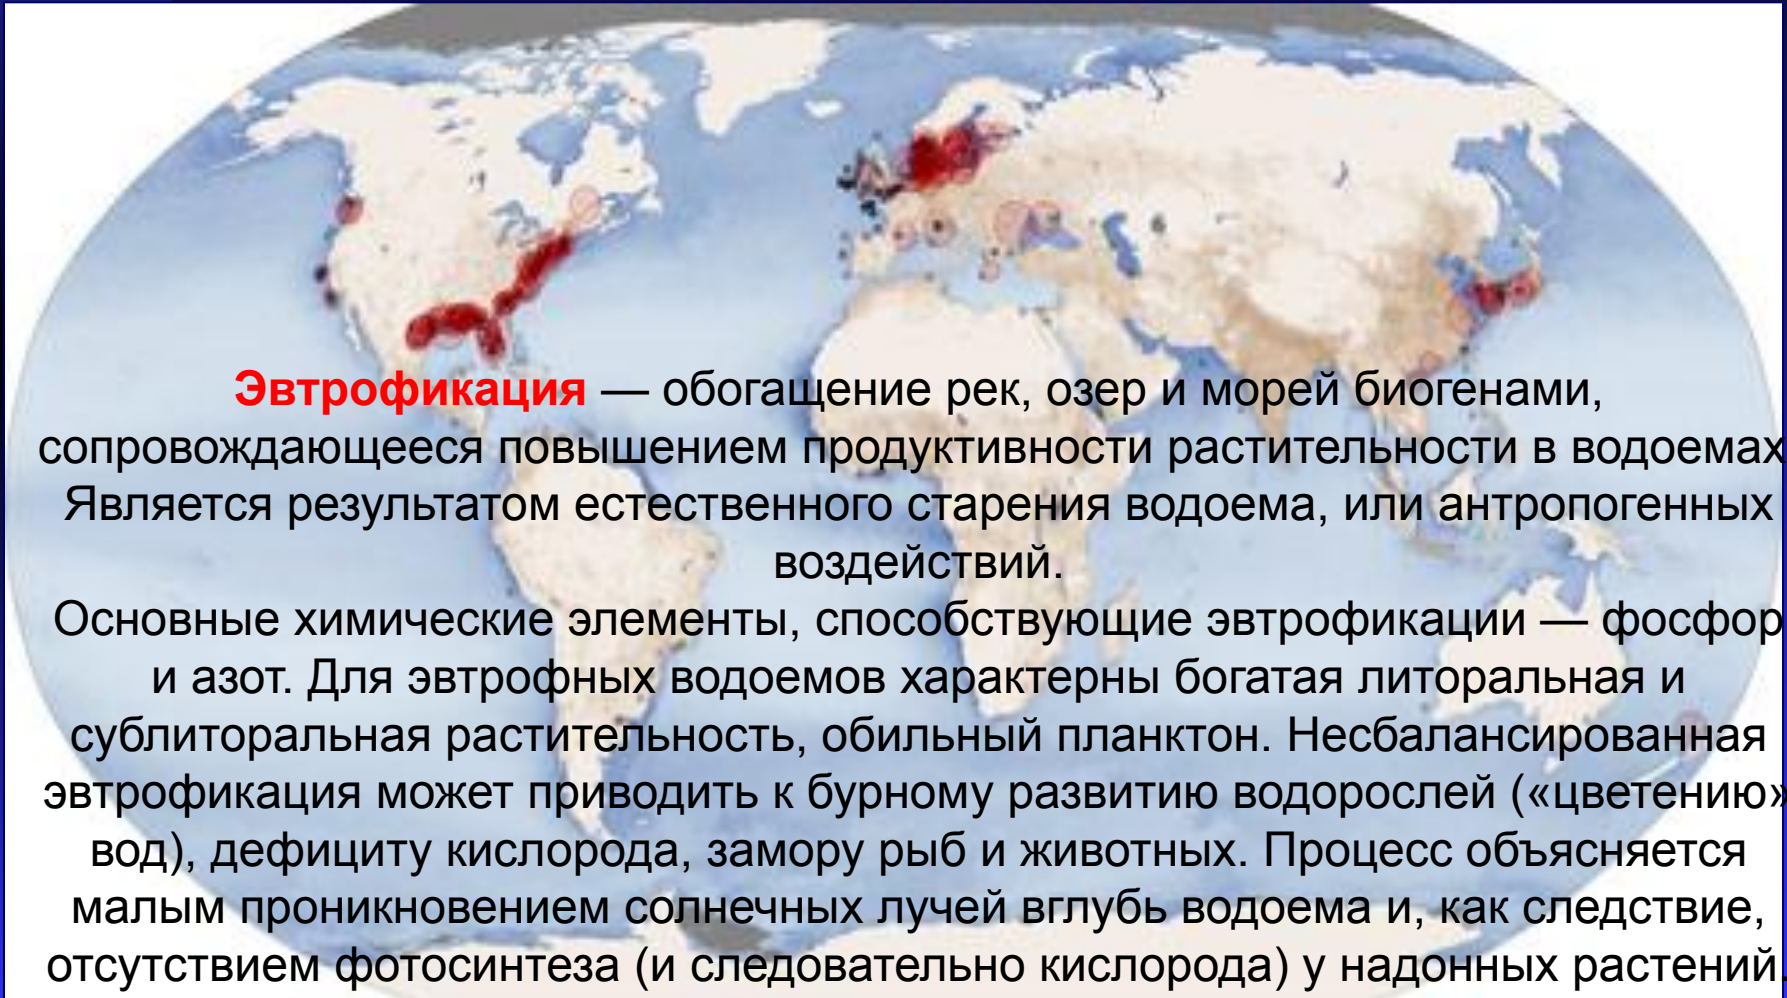 Эвтрофикация — обогащение рек, озер и морей биогенами,
сопровождающееся повышением продуктивности растительности в водоемах
Является результатом естественного старения водоема, или антропогенных
воздействий.
Основные химические элементы, способствующие эвтрофикации — фосфор
и азот. Для эвтрофных водоемов характерны богатая литоральная и
сублиторальная растительность, обильный планктон. Несбалансированная
эвтрофикация может приводить к бурному развитию водорослей («цветению»
вод), дефициту кислорода, замору рыб и животных. Процесс объясняется
малым проникновением солнечных лучей вглубь водоема и, как следствие,
отсутствием фотосинтеза (и следовательно кислорода) у надонных растений.